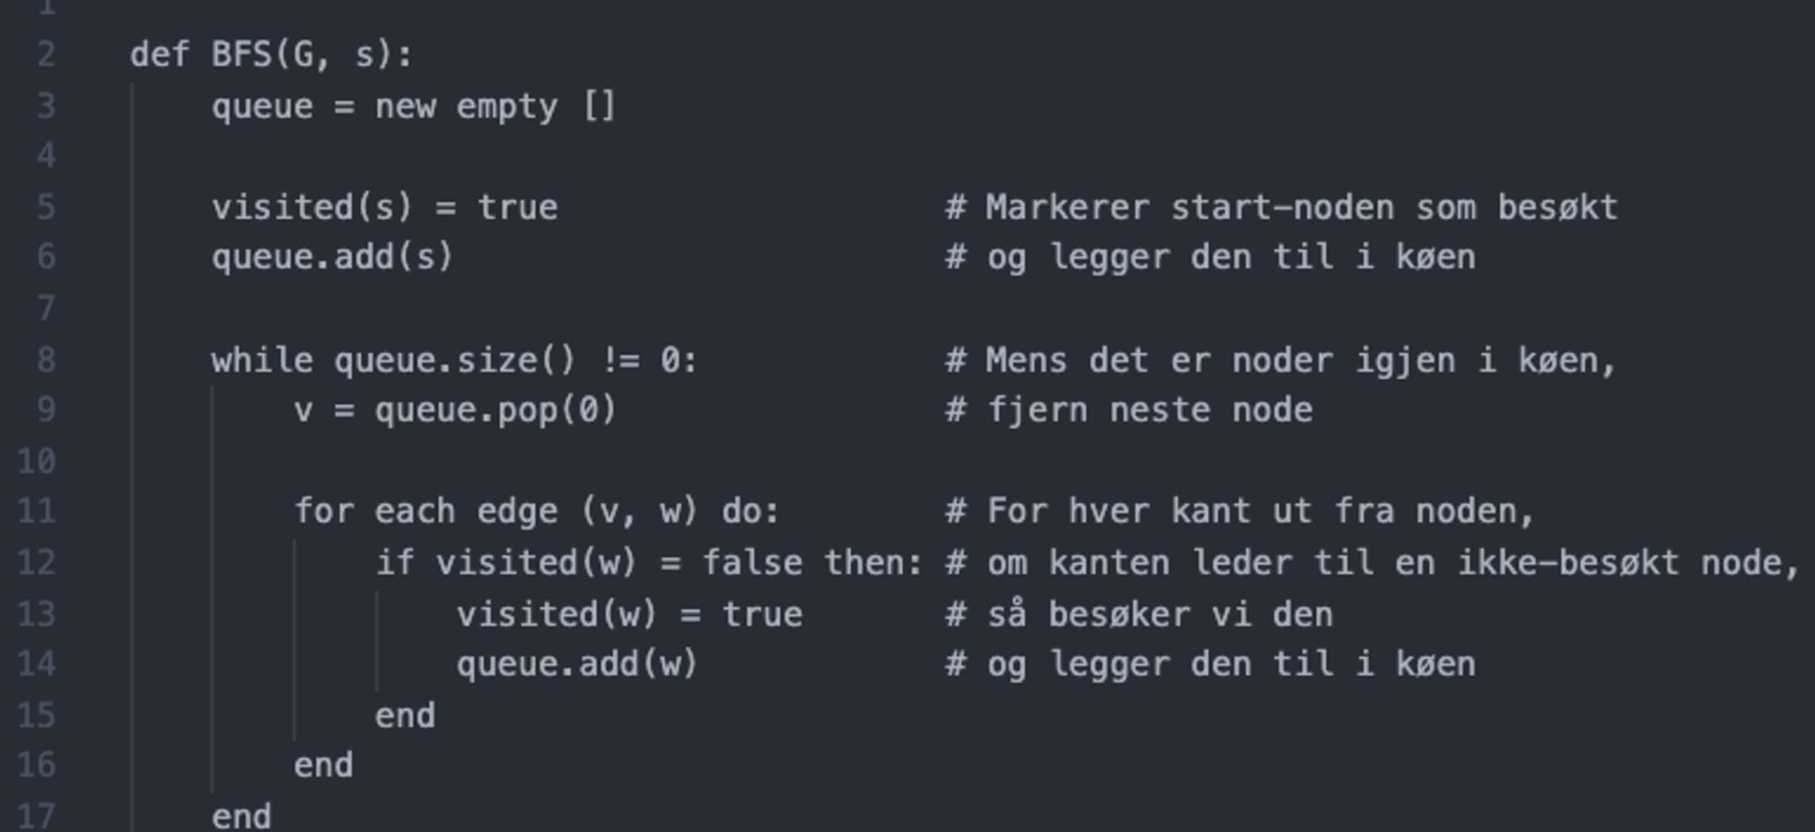 1
2 def BFS(G, s):
3 queue = new empty []
4
5 visited(s) = true # Markerer start-noden som besøkt
6 queue.add(s) # og legger den til i køen
7
8 while queue.size() != 0: # Mens det er noder igjen i køen,
9 v = queue.pop(0) # fjern neste node
10
11 for each edge (v, w) do: # For hver kant ut fra noden,
12 if visited(w) = false then: # om kanten leder til en ikke-besøkt node,
13 visited(w) = true # så besøker vi den
14 queue.add(w) # og legger den til i køen
15 end
16 end
17 end